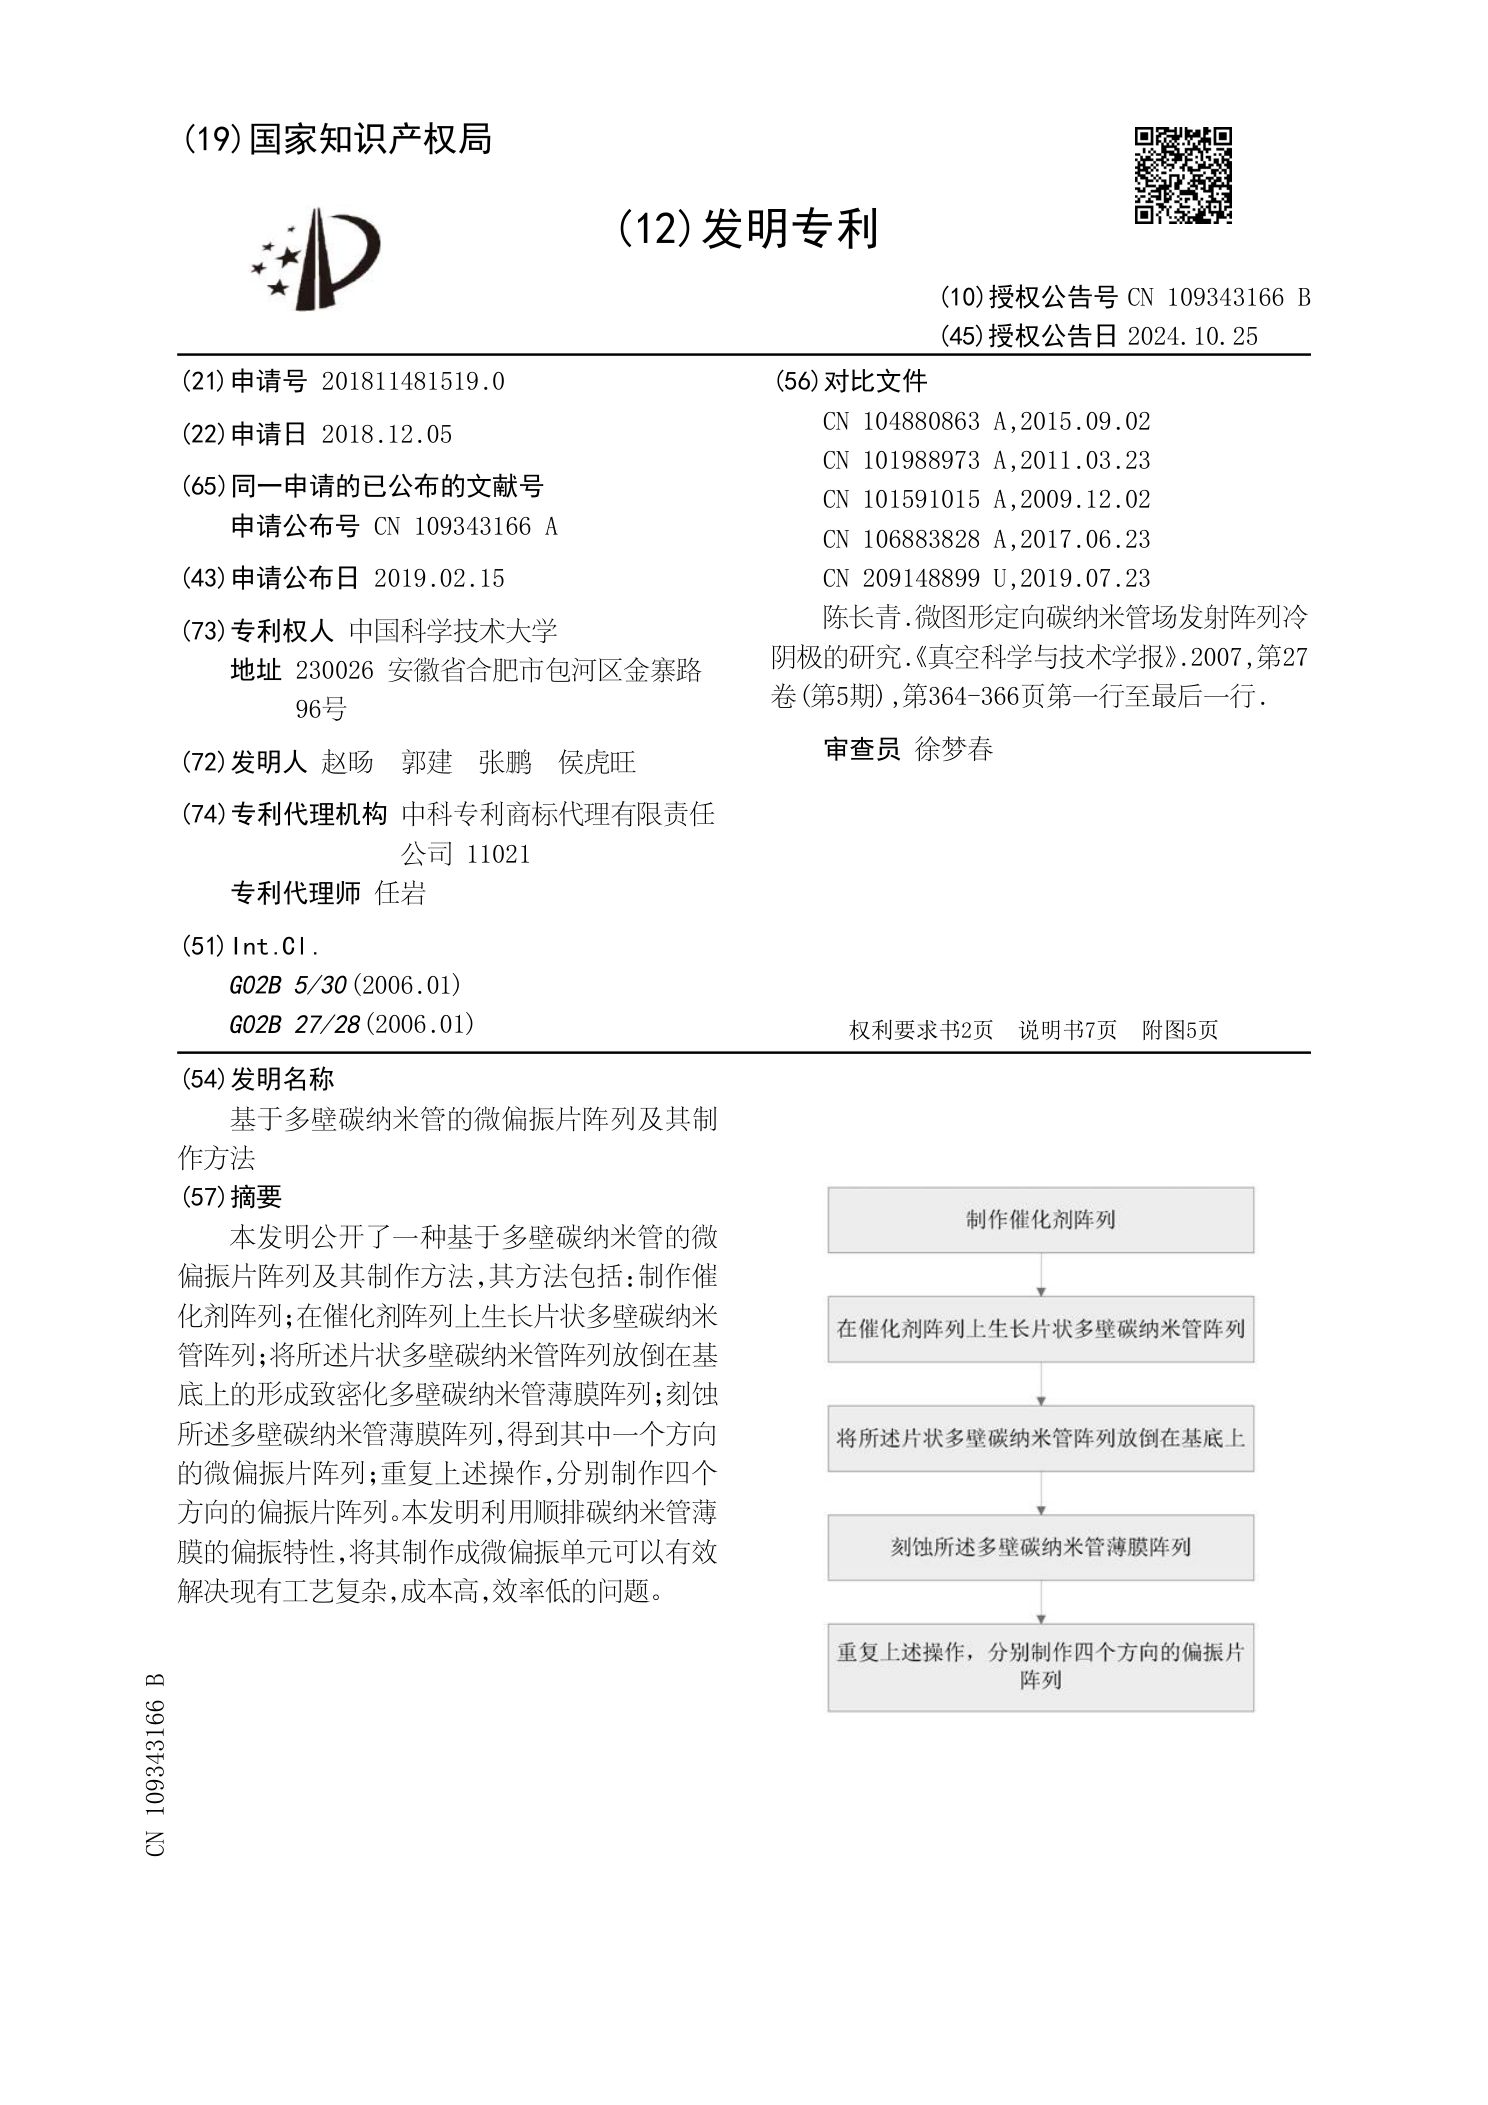 (19)国家知识产权局
(12)发明专利
(10)授权公告号 CN 109343166 B
(45)授权公告日 2024.10.25
(21)申请号 201811481519.0
(22)申请日 2018.12.05
(65)同一申请的已公布的文献号
申请公布号 CN 109343166 A
(43)申请公布日 2019.02.15
(73)专利权人 中国科学技术大学
地址 230026 安徽省合肥市包河区金寨路
96号
(72)发明人 赵旸 郭建 张鹏 侯虎旺
(74)专利代理机构 中科专利商标代理有限责任
公司 11021
专利代理师 任岩
(51)Int.Cl.
G02B 5/30(2006.01)
G02B 27/28(2006.01)
(56)对比文件
CN 104880863 A,2015.09.02
CN 101988973 A,2011.03.23
CN 101591015 A,2009.12.02
CN 106883828 A,2017.06.23
CN 209148899 U,2019.07.23
陈长青.微图形定向碳纳米管场发射阵列冷
阴极的研究.《真空科学与技术学报》.2007,第27
卷(第5期),第364-366页第一行至最后一行.
审查员 徐梦春
权利要求书2页 说明书7页 附图5页
(54)发明名称
基于多壁碳纳米管的微偏振片阵列及其制
作方法
(57)摘要
本发明公开了一种基于多壁碳纳米管的微
偏振片阵列及其制作方法,其方法包括:制作催
化剂阵列;在催化剂阵列上生长片状多壁碳纳米
管阵列;将所述片状多壁碳纳米管阵列放倒在基
底上的形成致密化多壁碳纳米管薄膜阵列;刻蚀
所述多壁碳纳米管薄膜阵列,得到其中一个方向
的微偏振片阵列;重复上述操作,分别制作四个
方向的偏振片阵列。本发明利用顺排碳纳米管薄
膜的偏振特性,将其制作成微偏振单元可以有效
解决现有工艺复杂,成本高,效率低的问题。
制作催化剂阵列
在催化剂阵列上生长片状多壁碳纳米管阵列
将所述片状多壁碳纳米管阵列放倒在基底上
刻蚀所述多壁碳纳米管薄膜阵列
重复上述操作，分别制作四个方向的偏振片
阵列
CN 109343166 B